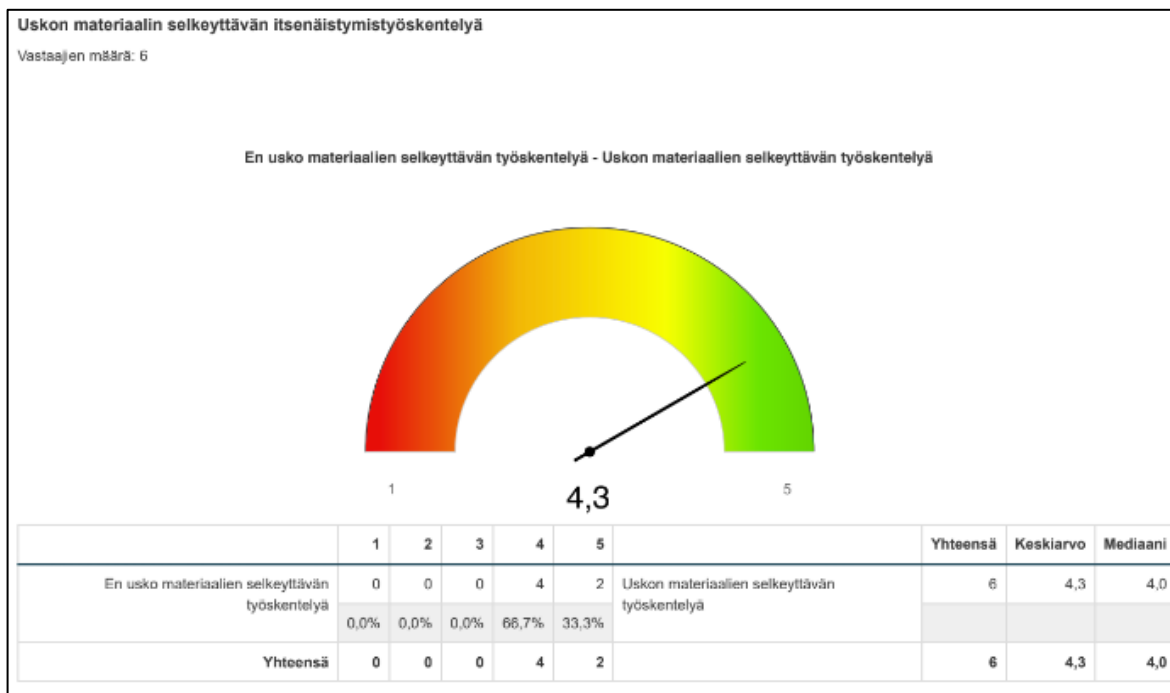 Uskon materiaalin selkeyttävän itsenäistymistyöskentelyä
Vastaajien määrä: 6
En usko materiaalien selkeyttävän työskentelyä - Uskon materiaalien selkeyttävän työskentelyä
1
4,3
5
1 2 3 4 5 Yhteensä Keskiarvo Mediaani
En usko materiaalien selkeyttävän 0 0 0 4 2 Uskon materiaalien selkeyttävän 6 4,3 4,0
työskentelyä työskentelyä
0,0% 0,0% 0,0% 66,7% 33,3%
Yhteensä 0 0 0 4 2 6 4,3 4,0